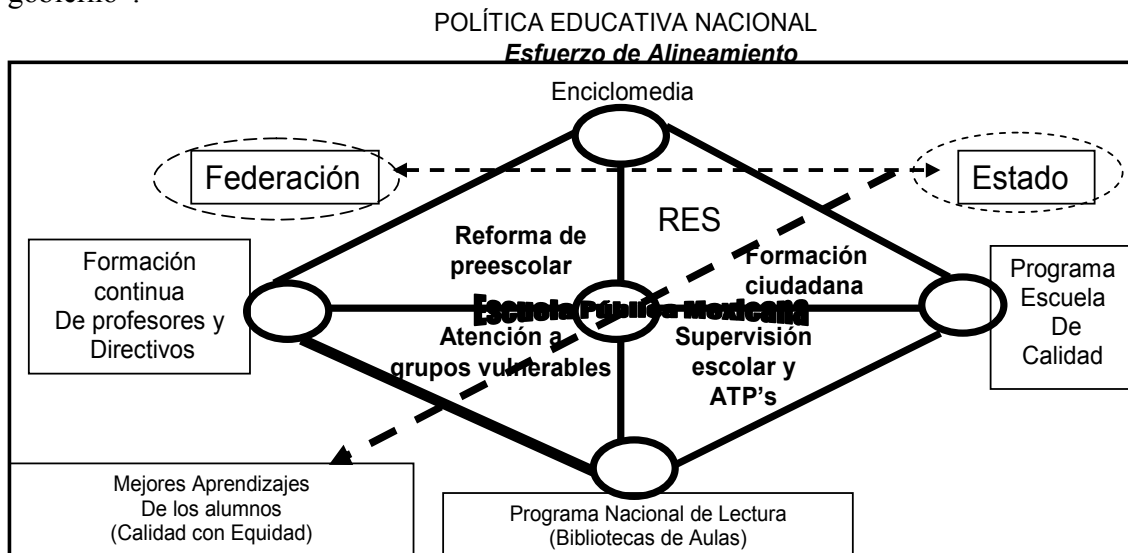 gobierno".
POLÍTICA EDUCATIVA NACIONAL
Esfuerzo de Alineamiento
Enciclomedia
Federación
Estado
RES
Reforma de
preescolar
Formación
ciudadana
Formación
continua
De profesores y
Directivos
Programa
Escuela
De
Calidad
Escuela Pública Mexicana
Atención a
grupos vulnerables
Supervisión
escolar y
ATP's
Mejores Aprendizajes
De los alumnos
(Calidad con Equidad)
Programa Nacional de Lectura
(Bibliotecas de Aulas)